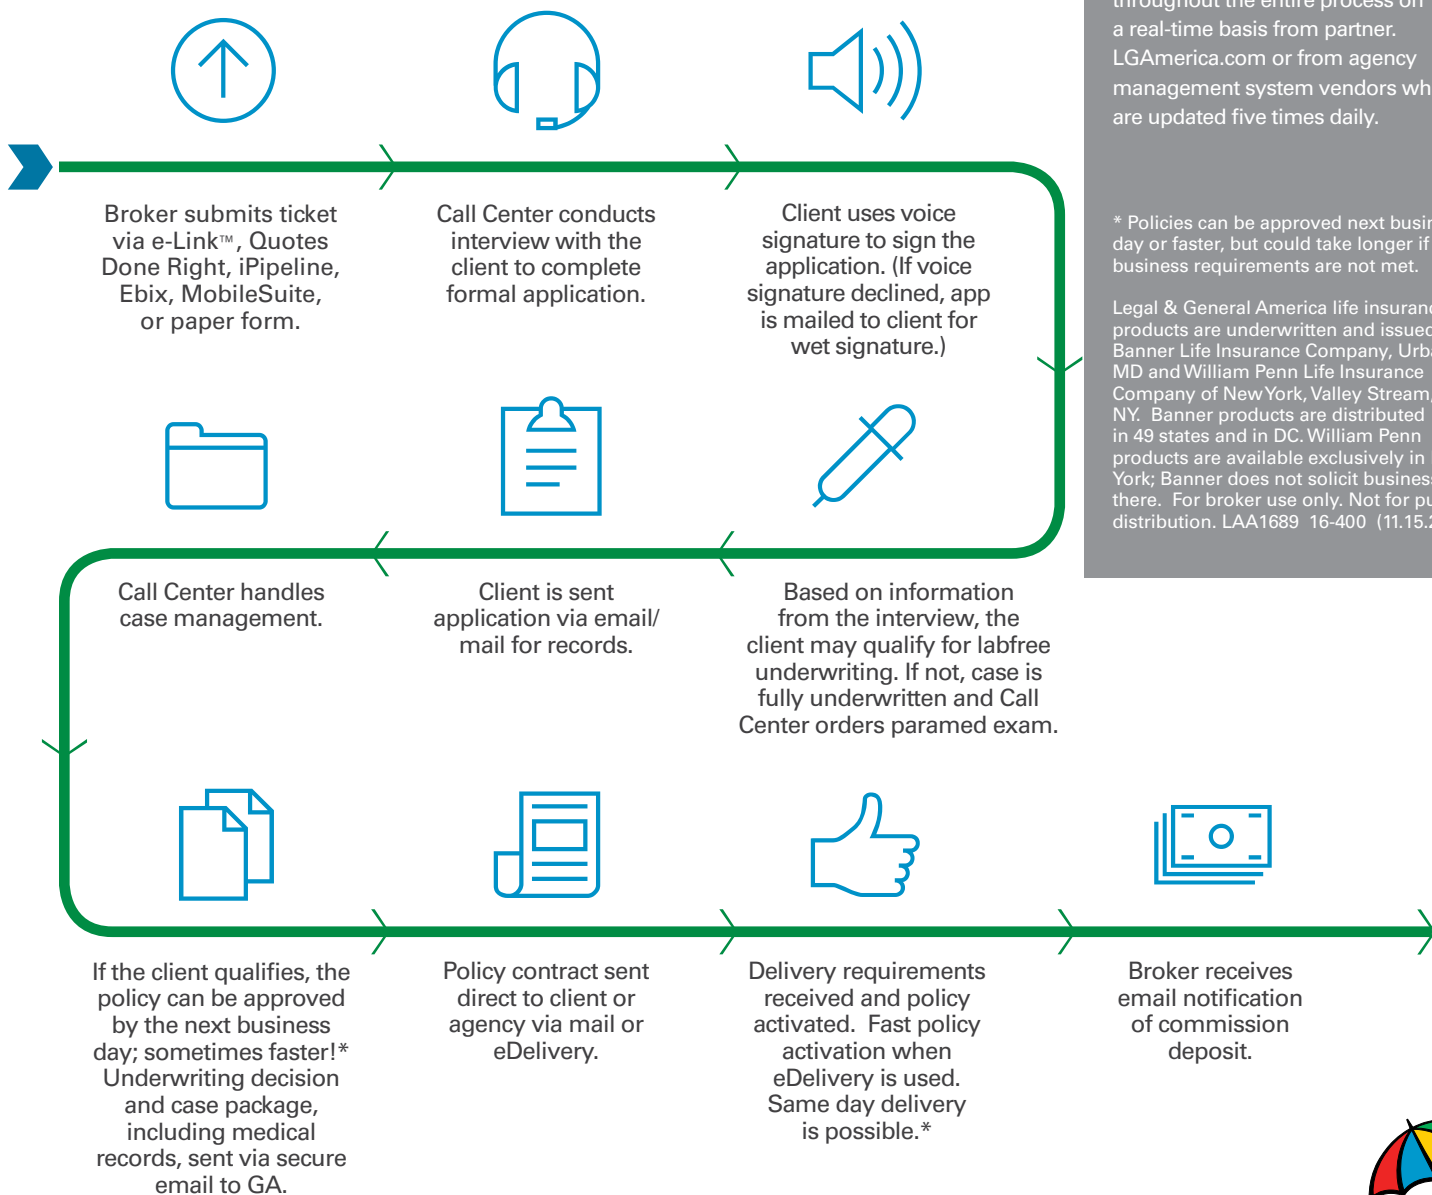 Broker submits ticket
via e-Link™, Quotes
Done Right, iPipeline,
Ebix, MobileSuite,
or paper form.
Call Center conducts
interview with the
client to complete
formal application.
Client uses voice
signature to sign the
application. (If voice
signature declined, app
is mailed to client for
wet signature.)
Based on information
from the interview, the
client may qualify for labfree
underwriting. If not, case is
fully underwritten and Call
Center orders paramed exam.
Client is sent
application via email/
mail for records.
Call Center handles
case management.
If the client qualifies, the
policy can be approved
by the next business
day; sometimes faster!*
Underwriting decision
and case package,
including medical
records, sent via secure
email to GA.
Policy contract sent
direct to client or
agency via mail or
eDelivery.
Delivery requirements
received and policy
activated. Fast policy
activation when
eDelivery is used.
Same day delivery
is possible.*
Broker receives
email notification
of commission
deposit.
throughout the entire process on
a real-time basis from partner.
LGAmerica.com or from agency
management system vendors
are updated five times daily.
* Policies can be approved next
day or faster, but could take longer if
business requirements are not met.
Legal & General America life
products are underwritten and issued
Banner Life Insurance Company,
MD and William Penn Life Insurance
Company of New York, Valley Stream,
NY. Banner products are distributed
in 49 states and in DC. William Penn
products are available exclusively in
York; Banner does not solicit
there. For broker use only. Not for
distribution. LAA1689 16-400